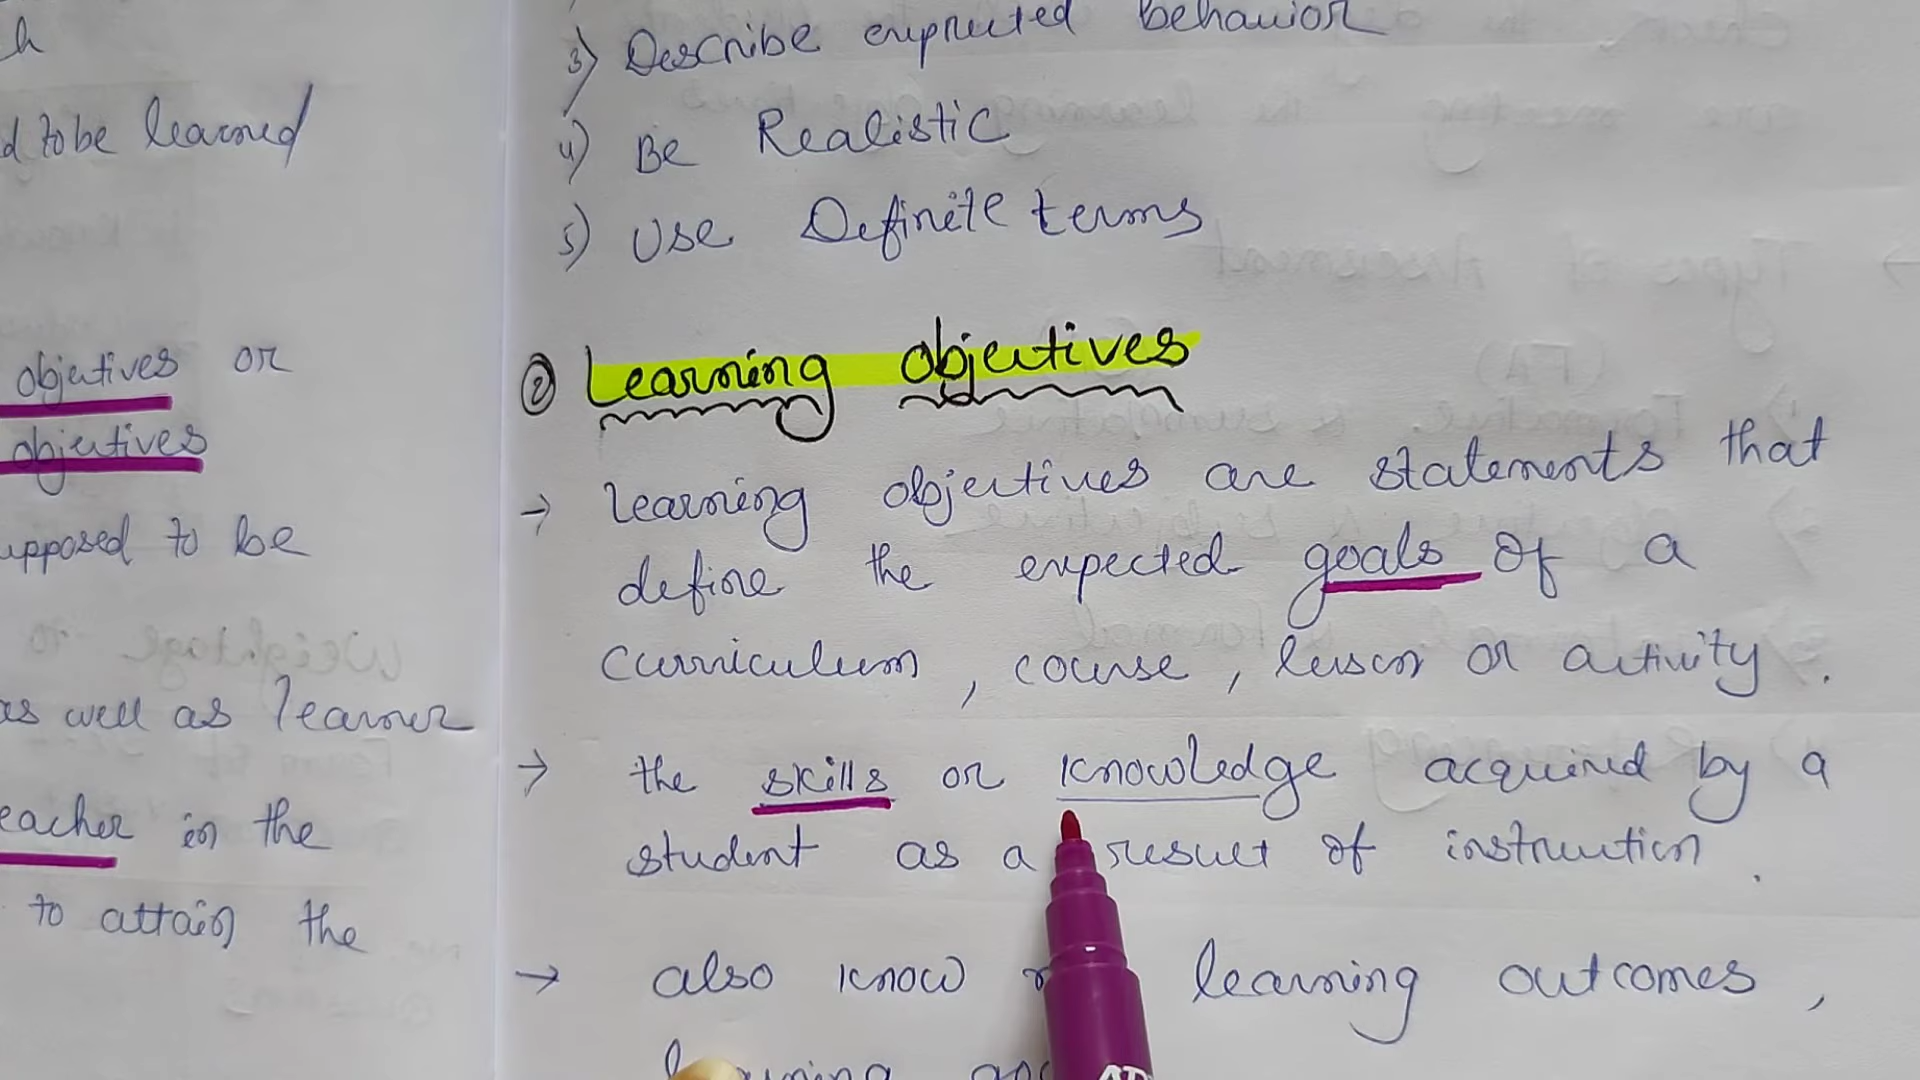 h
d to be learned
objectives or
objectives
upposed to be
as well as learner
eacher in the
to attain the
3) Describe expected behavior
4) Be Realistic
5) Use Definite terms
② Learning objectives
→ learning objectives are statements that
define the expected goals of a
curriculum, course, lesson or activity.
→ the skills or knowledge acquired by a
student as a result of instruction.
→ also know learning outcomes,